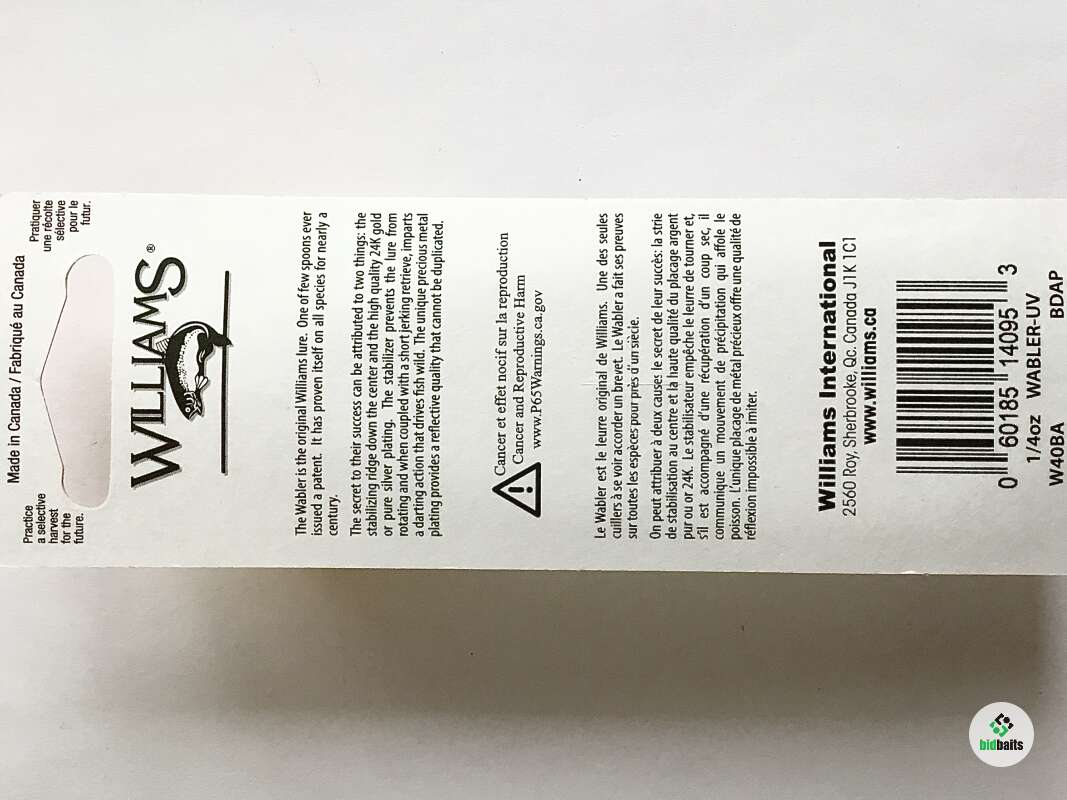 Made in Canada / Fabriqué au Canada
Practice
a selective
harvest
for the
future.
Pratiquer
une récolte
sélective
pour le
futur.
WILLIAMS®
The Wabler is the original Williams lure. One of few spoons ever
issued a patent. It has proven itself on all species for nearly a
century.
The secret to their success can be attributed to two things: the
stabilizing ridge down the center and the high quality 24K gold
or pure silver plating. The stabilizer prevents the lure from
rotating and when coupled with a short jerking retrieve, imparts
a darting action that drives fish wild. The unique precious metal
plating provides a reflective quality that cannot be duplicated.
Cancer et effet nocif sur la reproduction
Cancer and Reproductive Harm
www.P65Warnings.ca.gov
Le Wabler est le leurre original de Williams. Une des seules
cuillers à se voir accorder un brevet. Le Wabler a fait ses preuves
sur toutes les espèces pour près d'un siècle.
On peut attribuer à deux causes le secret de leur succès: la strie
de stabilisation au centre et la haute qualité du placage argent
pur ou or 24K. Le stabilisateur empêche le leurre de tourner et,
s'il est accompagné d'une récupération d'un coup sec, il
communique un mouvement de précipitation qui affole le
poisson. L'unique placage de métal précieux offre une qualité de
réflexion impossible à imiter.
Williams International
2560 Roy, Sherbrooke, Qc. Canada J1K 1C1
www.williams.ca
0 60185 14095 3
1/4oz WABLER-UV
W40BA BDAP
bidbaits